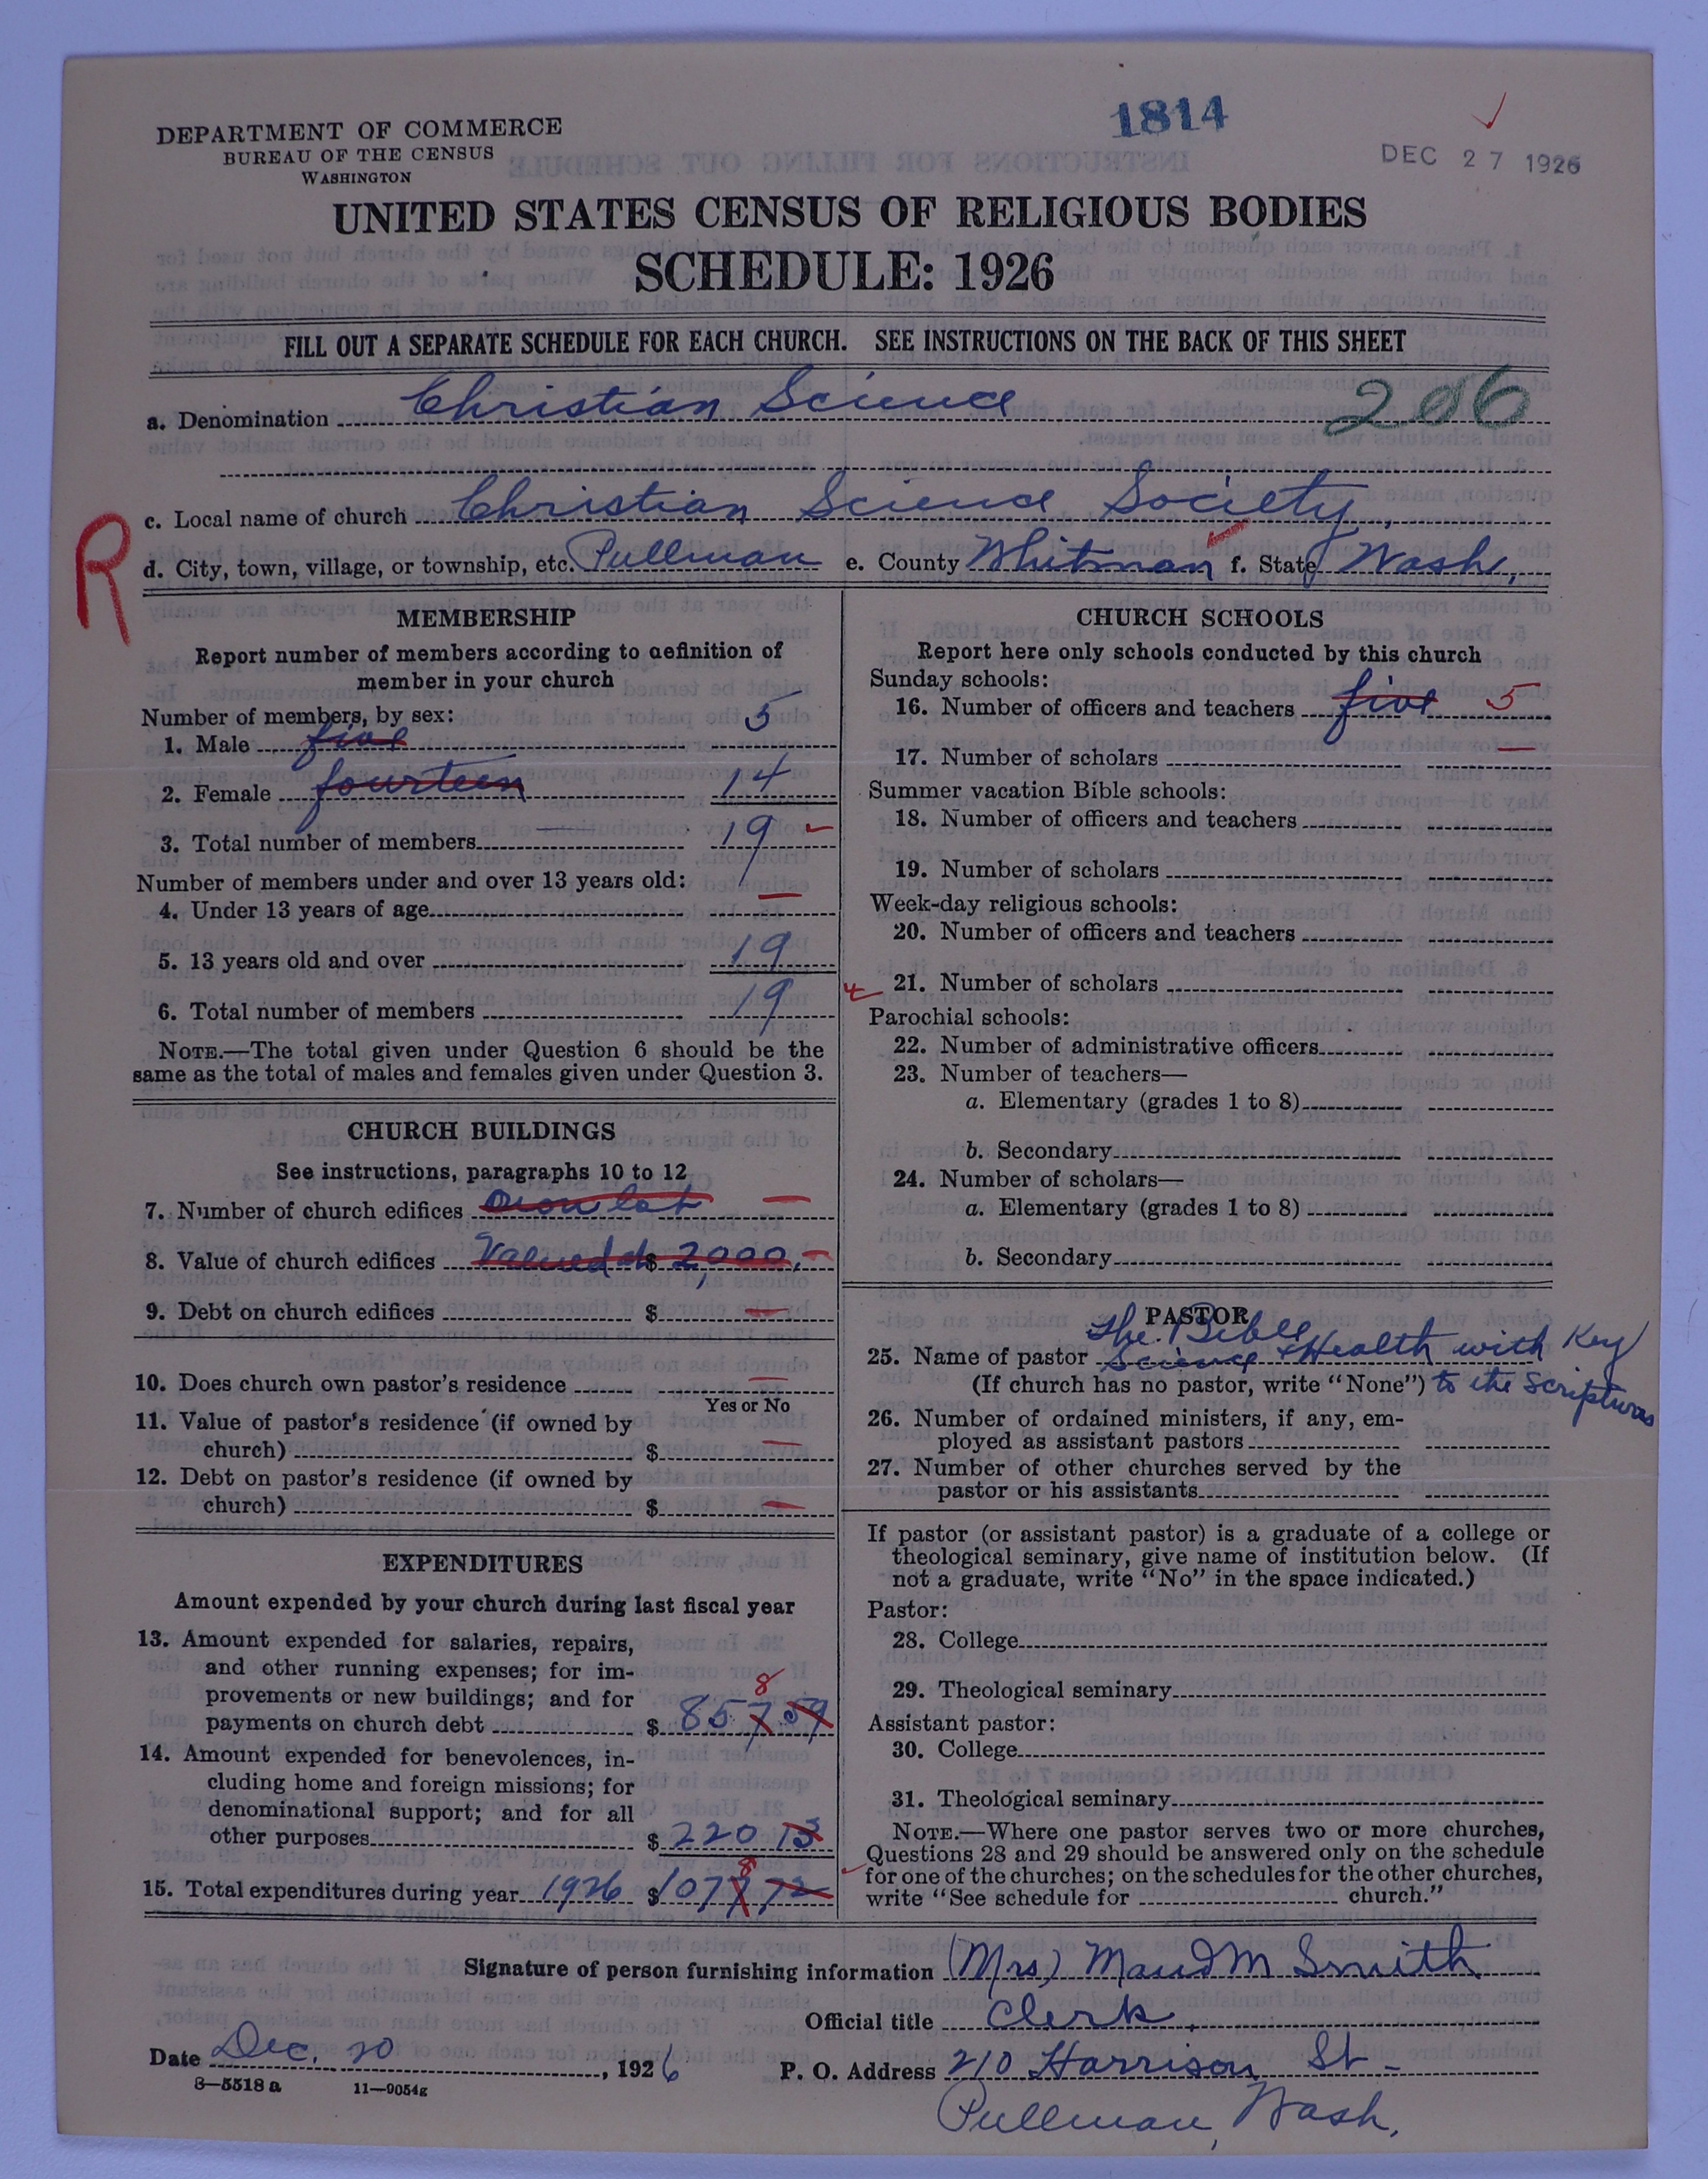 1814
DEPARTMENT OF COMMERCE
BUREAU OF THE CENSUS
WASHINGTON
DEC 27 1926
UNITED STATES CENSUS OF RELIGIOUS BODIES
SCHEDULE: 1926
FILL OUT A SEPARATE SCHEDULE FOR EACH CHURCH. SEE INSTRUCTIONS ON THE BACK OF THIS SHEET
a. Denomination Christian Science 206
c. Local name of church Christian Science Society,
R
d. City, town, village, or township, etc. Pullman e. County Whitman f. State Wash,
MEMBERSHIP
Report number of members according to definition of
member in your church
Number of members, by sex:
1. Male five 5
2. Female fourteen 14
3. Total number of members 19
Number of members under and over 13 years old:
4. Under 13 years of age —
5. 13 years old and over 19
6. Total number of members 19
NOTE.—The total given under Question 6 should be the
same as the total of males and females given under Question 3.
CHURCH BUILDINGS
See instructions, paragraphs 10 to 12
7. Number of church edifices own lot —
8. Value of church edifices Valued at $ 2,000. —
9. Debt on church edifices $ —
10. Does church own pastor's residence —
Yes or No
11. Value of pastor's residence (if owned by
church) $ —
12. Debt on pastor's residence (if owned by
church) $ —
EXPENDITURES
Amount expended by your church during last fiscal year
13. Amount expended for salaries, repairs,
and other running expenses; for im-
provements or new buildings; and for
8
payments on church debt $ 857 59
14. Amount expended for benevolences, in-
cluding home and foreign missions; for
denominational support; and for all
other purposes $ 220 13
8
15. Total expenditures during year 1926 $ 1077 72
CHURCH SCHOOLS
Report here only schools conducted by this church
Sunday schools:
16. Number of officers and teachers five 5
17. Number of scholars —
Summer vacation Bible schools:
18. Number of officers and teachers
19. Number of scholars
Week-day religious schools:
20. Number of officers and teachers
21. Number of scholars
Parochial schools:
22. Number of administrative officers
23. Number of teachers—
a. Elementary (grades 1 to 8)
b. Secondary
24. Number of scholars—
a. Elementary (grades 1 to 8)
b. Secondary
PASTOR
The Bible
25. Name of pastor Science & Health with Key
(If church has no pastor, write "None") to the Scriptures
26. Number of ordained ministers, if any, em-
ployed as assistant pastors
27. Number of other churches served by the
pastor or his assistants
If pastor (or assistant pastor) is a graduate of a college or
theological seminary, give name of institution below. (If
not a graduate, write "No" in the space indicated.)
Pastor:
28. College
29. Theological seminary
Assistant pastor:
30. College
31. Theological seminary
NOTE.—Where one pastor serves two or more churches,
Questions 28 and 29 should be answered only on the schedule
for one of the churches; on the schedules for the other churches,
write "See schedule for church."
Signature of person furnishing information (Mrs) Maud M Smith
Official title Clerk.
Date Dec. 20, 1926 P. O. Address 210 Harrison St-
8—5518 a 11—9054g
Pullman, Wash.